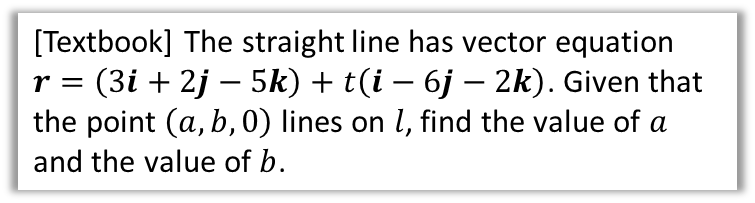 [Textbook] The straight line has vector equation
r = (3i + 2j − 5k) + t(i − 6j − 2k). Given that
the point (a, b, 0) lines on l, find the value of a
and the value of b.